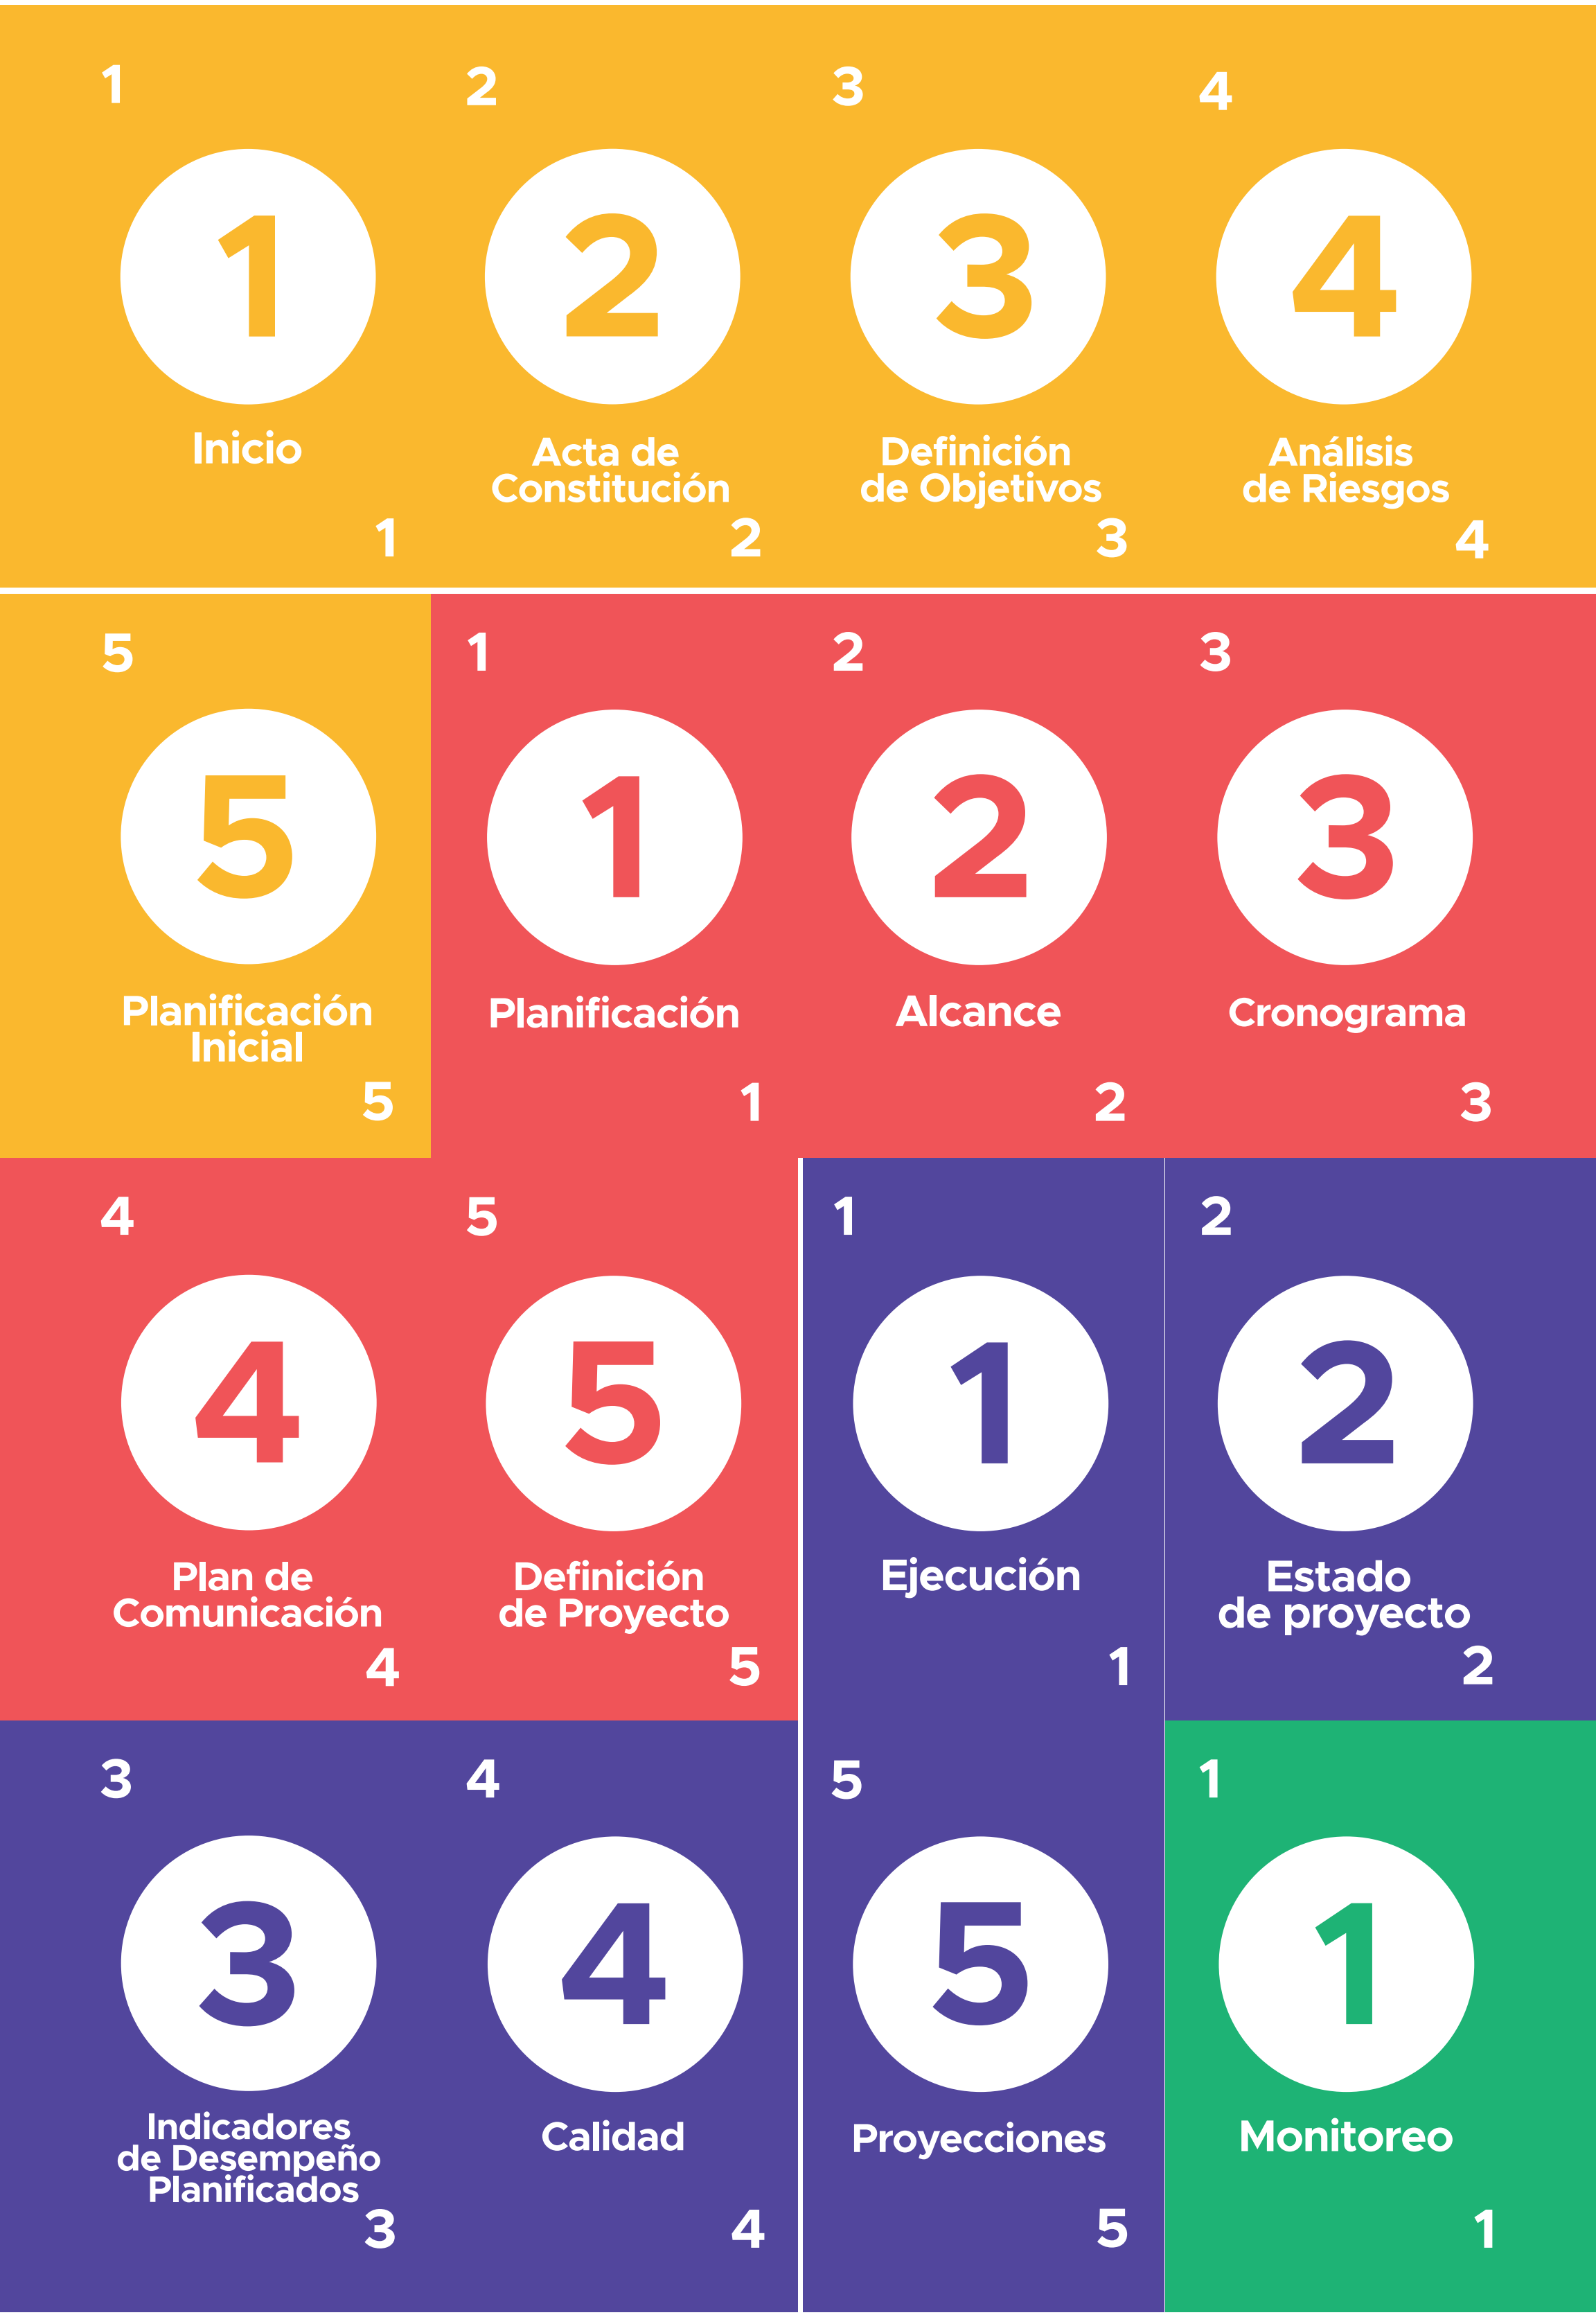 1
1
Inicio
1
2
2
Acta de
Constitución
2
3
3
Definición
de Objetivos
3
4
4
Análisis
de Riesgos
4
5
5
Planificación
Inicial
5
1
1
Planificación
1
2
2
Alcance
2
3
3
Cronograma
3
4
4
Plan de
Comunicación
4
5
5
Definición
de Proyecto
5
1
1
Ejecución
1
2
2
Estado
de proyecto
2
3
3
Indicadores
de Desempeño
Planificados
3
4
4
Calidad
4
5
5
Proyecciones
5
1
1
Monitoreo
1